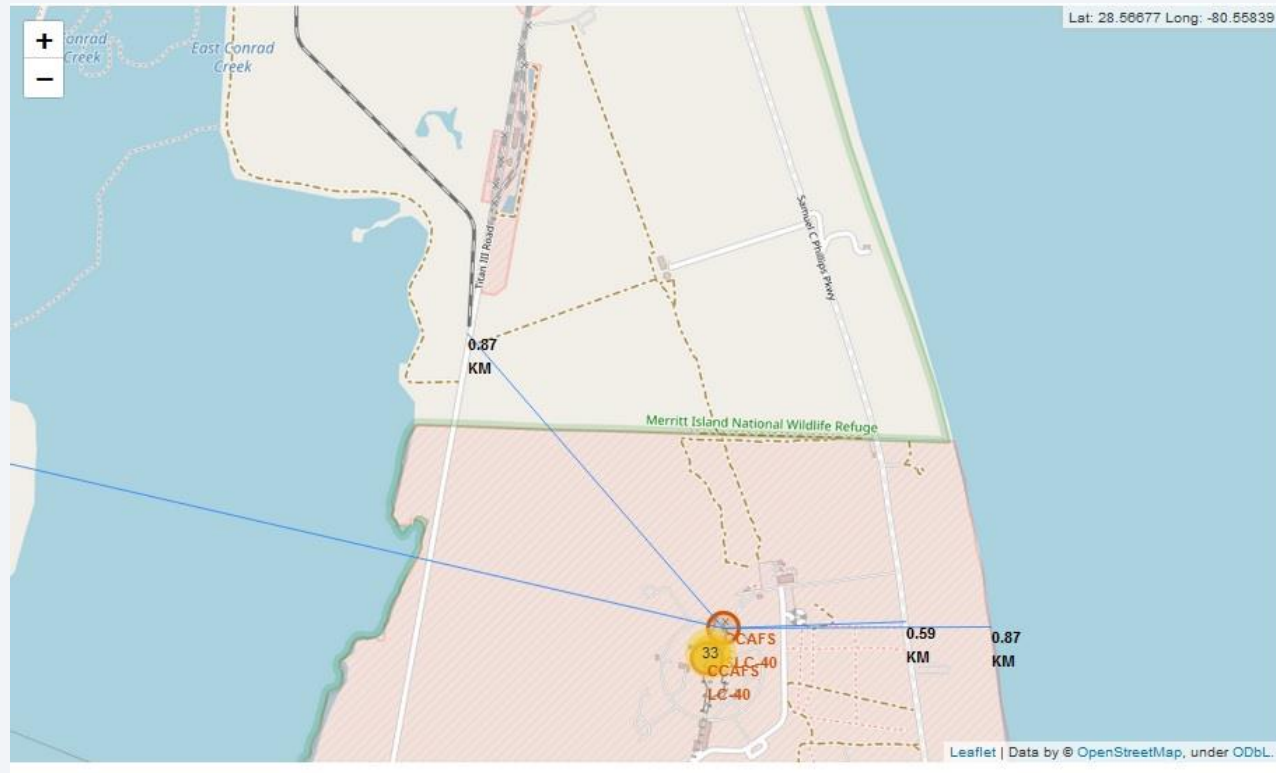 Lat: 28.56677 Long: -80.55839
+
−
onrad
Creek
East Conrad
Creek
Titan III Road
Samuel C Phillips Pkwy
0.87
KM
Merritt Island National Wildlife Refuge
CCAFS
33
LC-40
CCAFS
LC-40
0.59
KM
0.87
KM
Leaflet | Data by © OpenStreetMap, under ODbL.